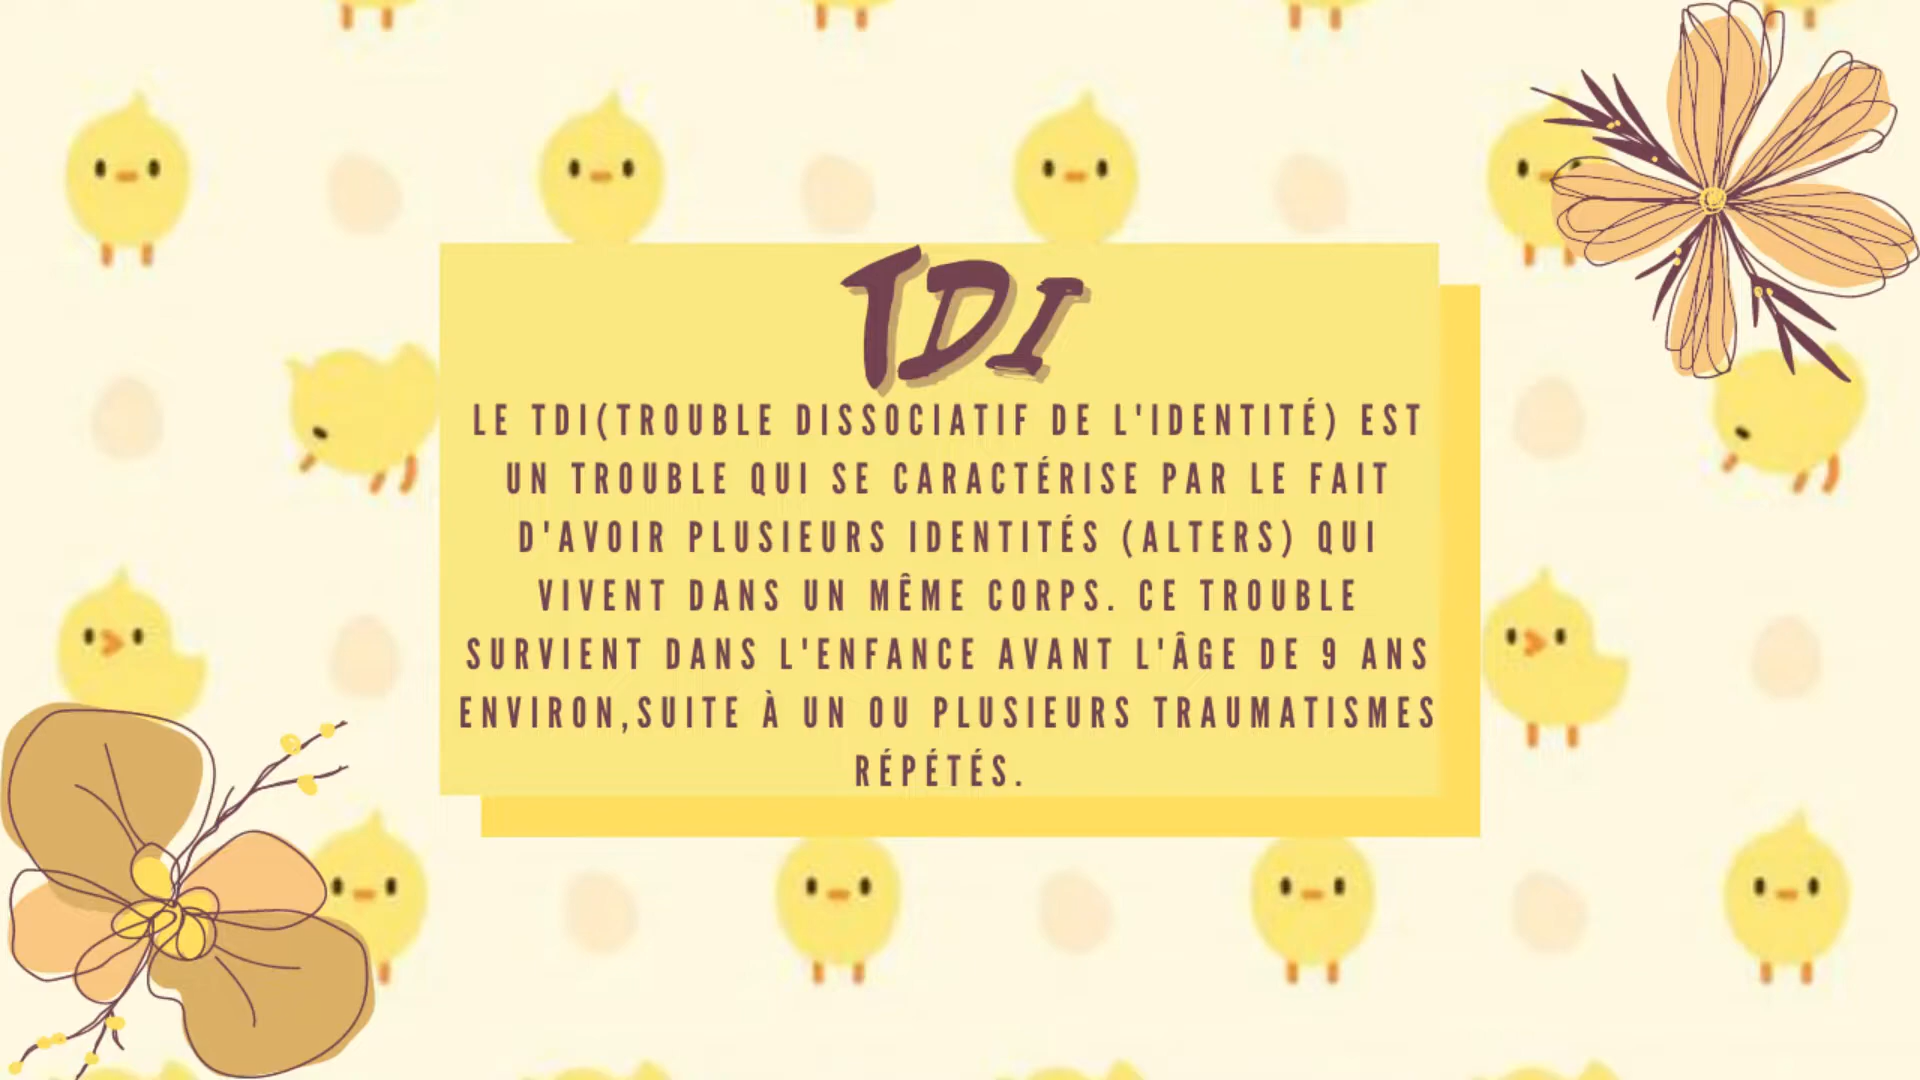 TDI
LE TDI(TROUBLE DISSOCIATIF DE L'IDENTITÉ) EST
UN TROUBLE QUI SE CARACTÉRISE PAR LE FAIT
D'AVOIR PLUSIEURS IDENTITÉS (ALTERS) QUI
VIVENT DANS UN MÊME CORPS. CE TROUBLE
SURVIENT DANS L'ENFANCE AVANT L'ÂGE DE 9 ANS
ENVIRON,SUITE À UN OU PLUSIEURS TRAUMATISMES
RÉPÉTÉS.